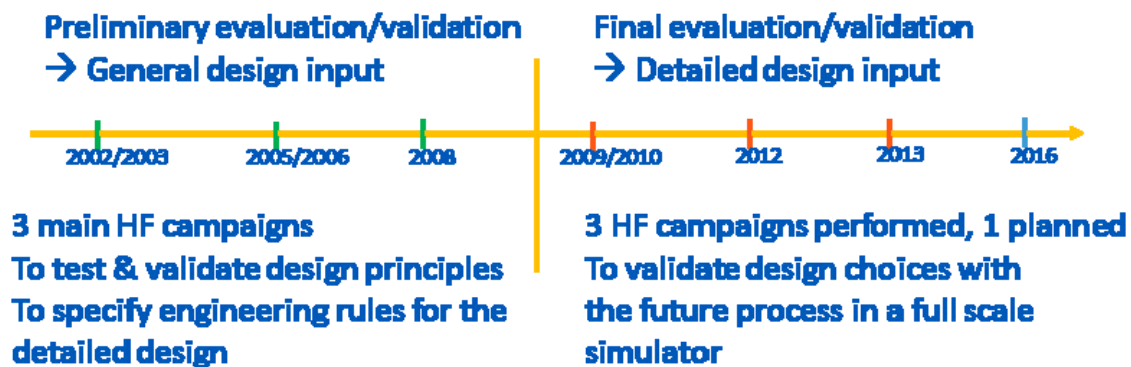 Preliminary evaluation/validation
→ General design input
Final evaluation/validation
→ Detailed design input
2002/2003
2005/2006
2008
2009/2010
2012
2013
2016
3 main HF campaigns
To test & validate design principles
To specify engineering rules for the
detailed design
3 HF campaigns performed, 1 planned
To validate design choices with
the future process in a full scale
simulator